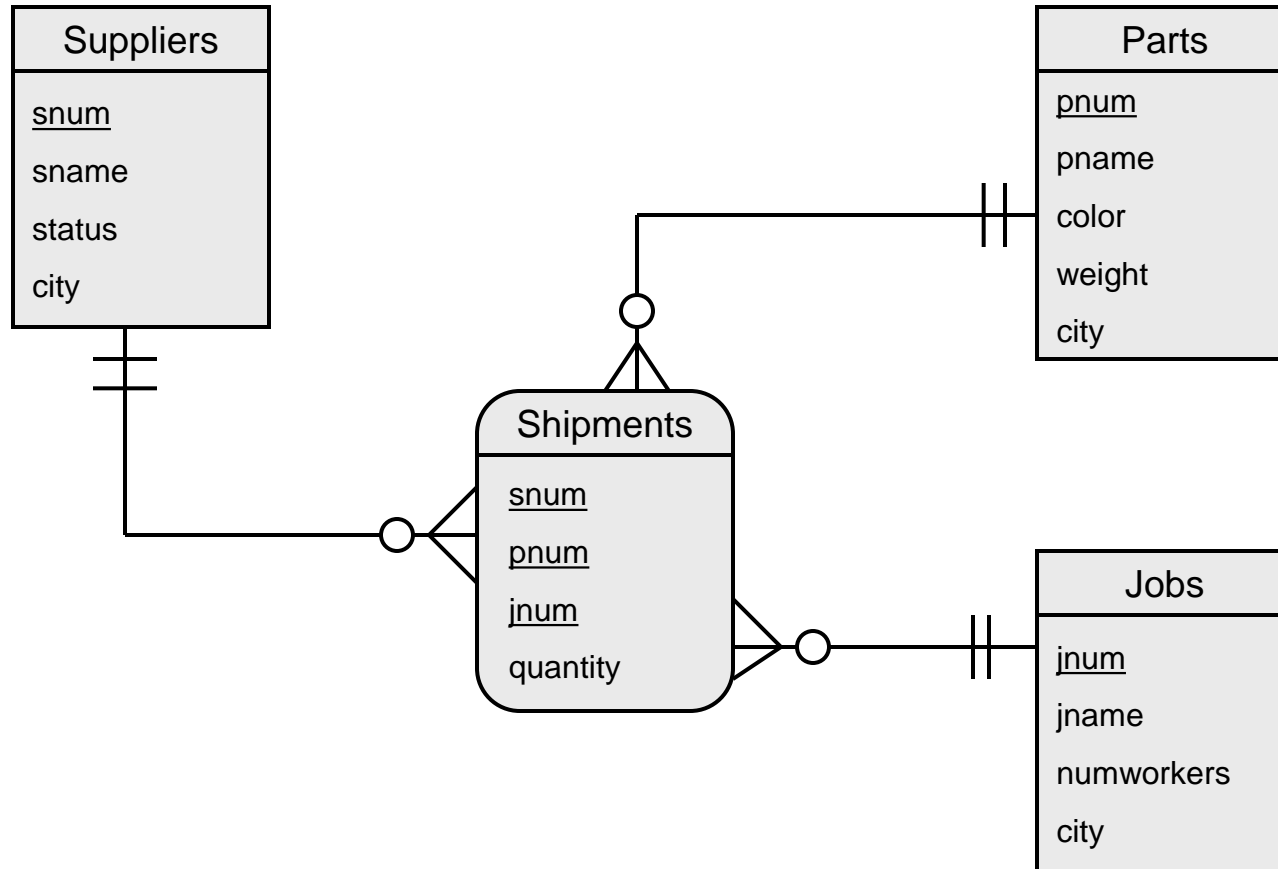 Suppliers
snum
sname
status
city
Parts
pnum
pname
color
weight
city
Shipments
snum
pnum
jnum
quantity
Jobs
jnum
jname
numworkers
city